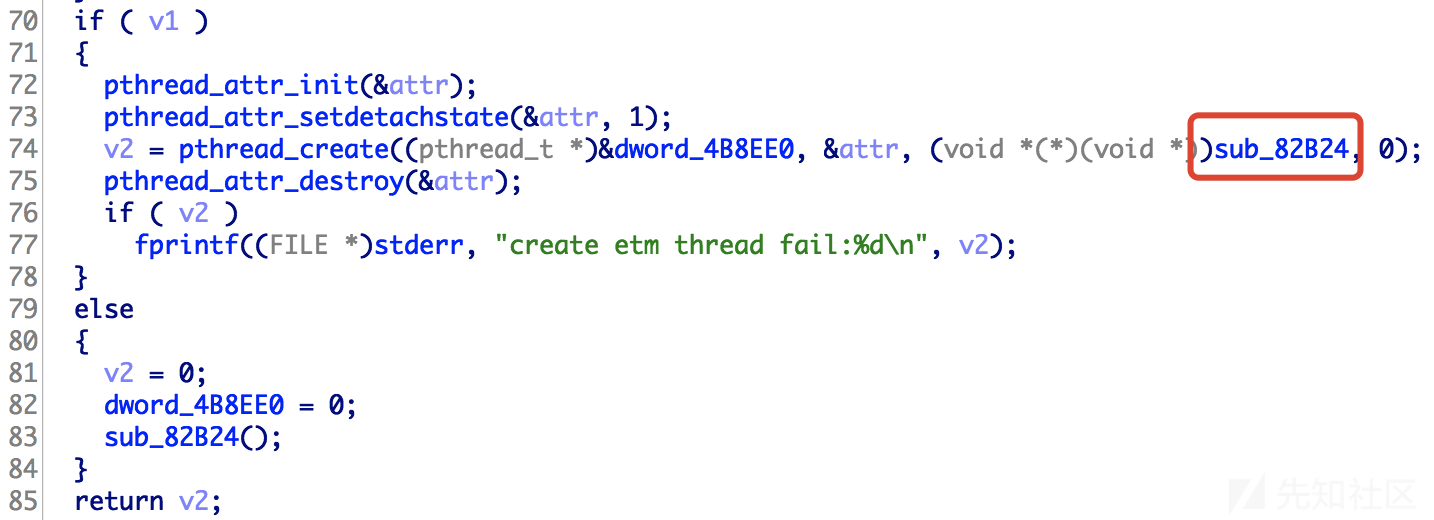 70 if ( v1 )
71 {
72 pthread_attr_init(&attr);
73 pthread_attr_setdetachstate(&attr, 1);
74 v2 = pthread_create((pthread_t *)&dword_4B8EE0, &attr, (void *(*)(void *))sub_82B24, 0);
75 pthread_attr_destroy(&attr);
76 if ( v2 )
77 fprintf((FILE *)stderr, "create etm thread fail:%d\n", v2);
78 }
79 else
80 {
81 v2 = 0;
82 dword_4B8EE0 = 0;
83 sub_82B24();
84 }
85 return v2;
先知社区